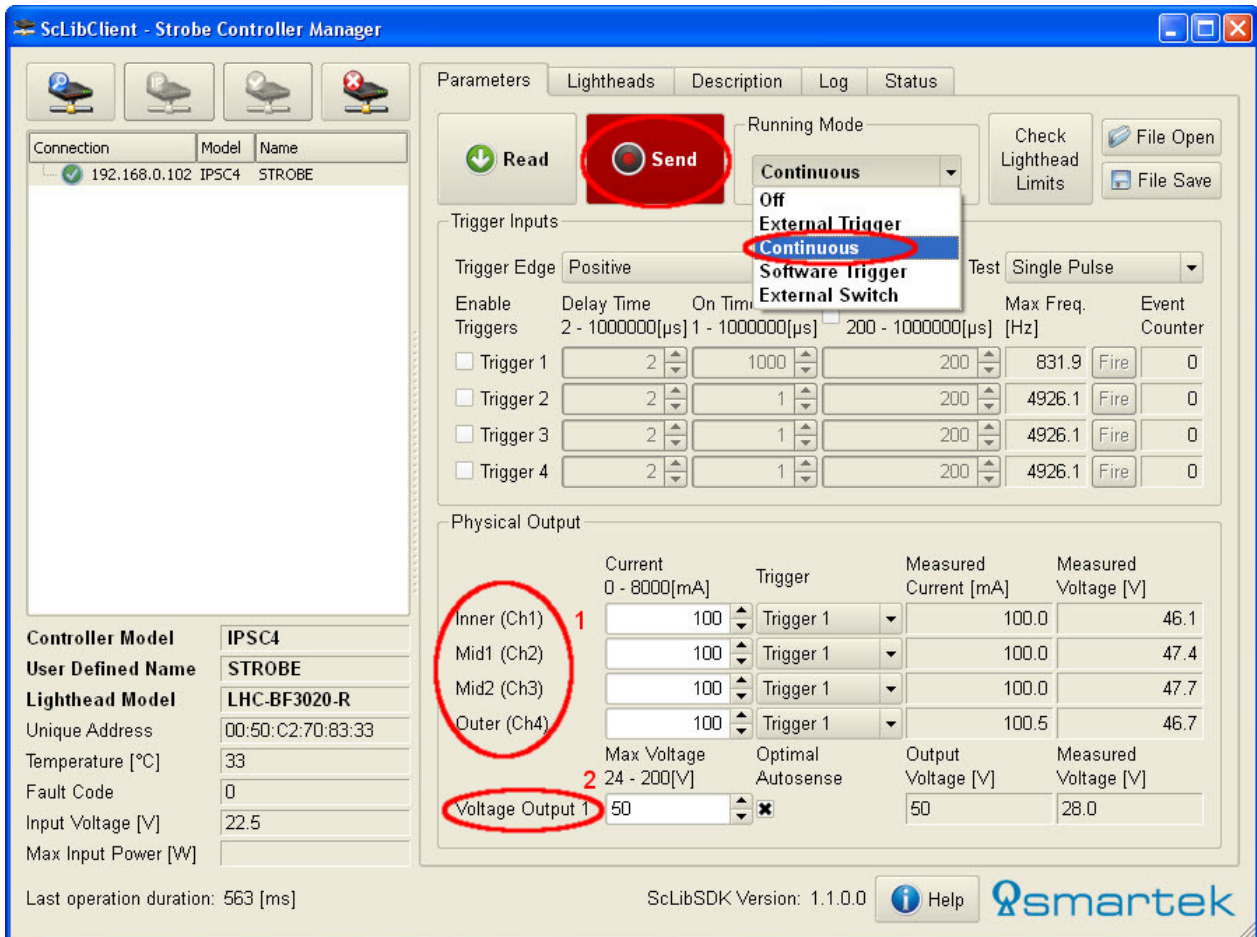 ScLibClient - Strobe Controller Manager
Parameters Lightheads Description Log Status
Connection Model Name
192.168.0.102 IPSC4 STROBE
Read
Send
Running Mode
Continuous
Off
External Trigger
Continuous
Software Trigger
External Switch
Check
Lighthead
Limits
File Open
File Save
Trigger Inputs
Trigger Edge Positive
Test Single Pulse
Enable Triggers
Delay Time
2 - 1000000[µs]
1 - 1000000[µs]
200 - 1000000[µs]
Max Freq.
[Hz]
Event
Counter
Trigger 1 2 1000 200 831.9 Fire 0
Trigger 2 2 1 200 4926.1 Fire 0
Trigger 3 2 1 200 4926.1 Fire 0
Trigger 4 2 1 200 4926.1 Fire 0
Physical Output
Current
0 - 8000[mA]
Trigger
Measured
Current [mA]
Measured
Voltage [V]
Inner (Ch1) 1 100 Trigger 1 100.0 46.1
Mid1 (Ch2) 100 Trigger 1 100.0 47.4
Mid2 (Ch3) 100 Trigger 1 100.0 47.7
Outer (Ch4) 100 Trigger 1 100.5 46.7
Max Voltage
24 - 200[V]
Optimal
Autosense
Output
Voltage [V]
Measured
Voltage [V]
2
Voltage Output 1 50 50 28.0
Controller Model IPSC4
User Defined Name STROBE
Lighthead Model LHC-BF3020-R
Unique Address 00:50:C2:70:83:33
Temperature [°C] 33
Fault Code 0
Input Voltage [V] 22.5
Max Input Power [W]
Last operation duration: 563 [ms]
ScLibSDK Version: 1.1.0.0
Help
smartek